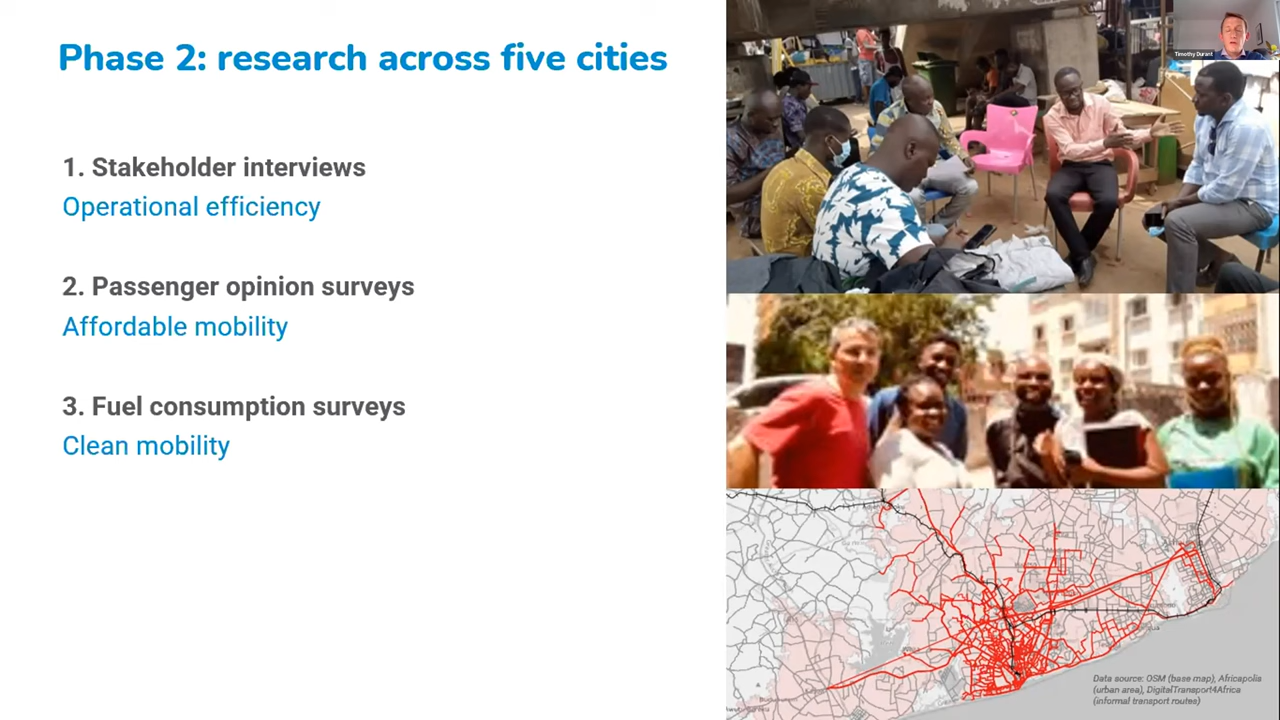 Phase 2: research across five cities
1. Stakeholder interviews
Operational efficiency
2. Passenger opinion surveys
Affordable mobility
3. Fuel consumption surveys
Clean mobility
Timothy Durant
Data source: OSM (base map), Africapolis
(urban area), DigitalTransport4Africa
(informal transport routes)